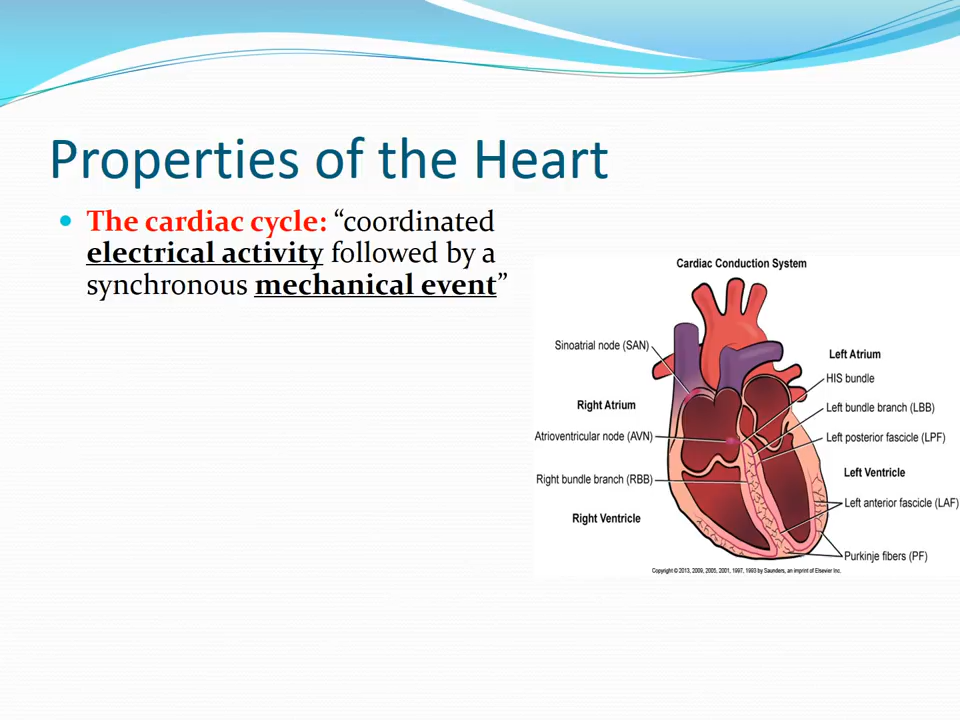 Properties of the Heart
The cardiac cycle: “coordinated
electrical activity followed by a
synchronous mechanical event”
Cardiac Conduction System
Sinoatrial node (SAN)
Left Atrium
HIS bundle
Right Atrium
Left bundle branch (LBB)
Atrioventricular node (AVN)
Left posterior fascicle (LPF)
Right bundle branch (RBB)
Left Ventricle
Left anterior fascicle (LAF)
Right Ventricle
Purkinje fibers (PF)
Copyright © 2013, 2009, 2005, 2001, 1997, 1993 by Saunders, an imprint of Elsevier Inc.